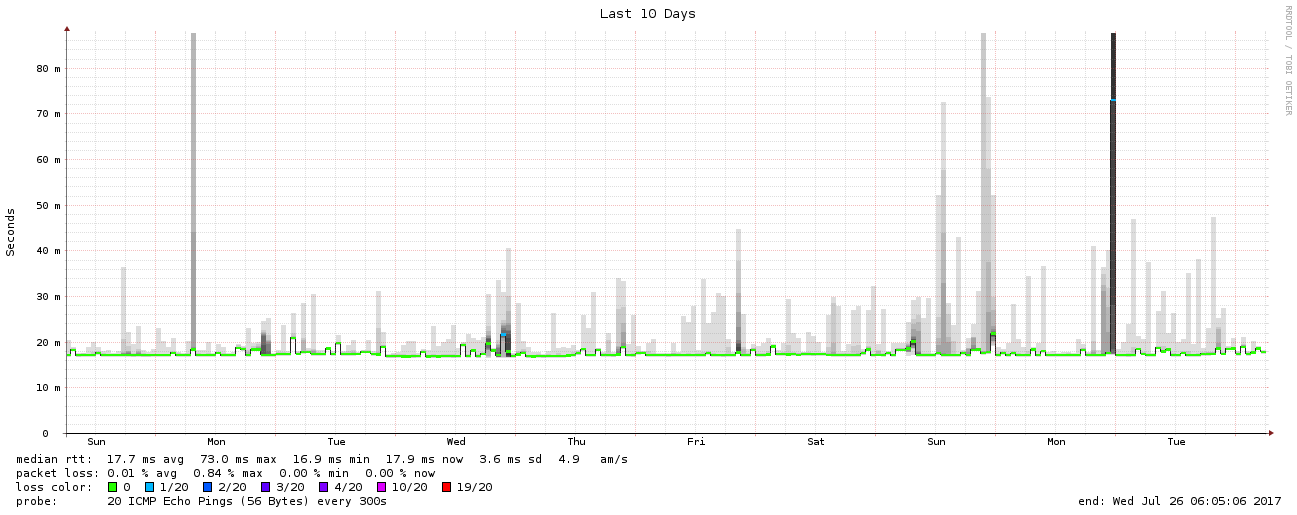 Last 10 Days
RRDTOOL / TOBI OETIKER
Seconds
80 m
70 m
60 m
50 m
40 m
30 m
20 m
10 m
0
Sun Mon Tue Wed Thu Fri Sat Sun Mon Tue
median rtt: 17.7 ms avg 73.0 ms max 16.9 ms min 17.9 ms now 3.6 ms sd 4.9 am/s
packet loss: 0.01 % avg 0.84 % max 0.00 % min 0.00 % now
loss color: 0 1/20 2/20 3/20 4/20 10/20 19/20
probe: 20 ICMP Echo Pings (56 Bytes) every 300s end: Wed Jul 26 06:05:06 2017